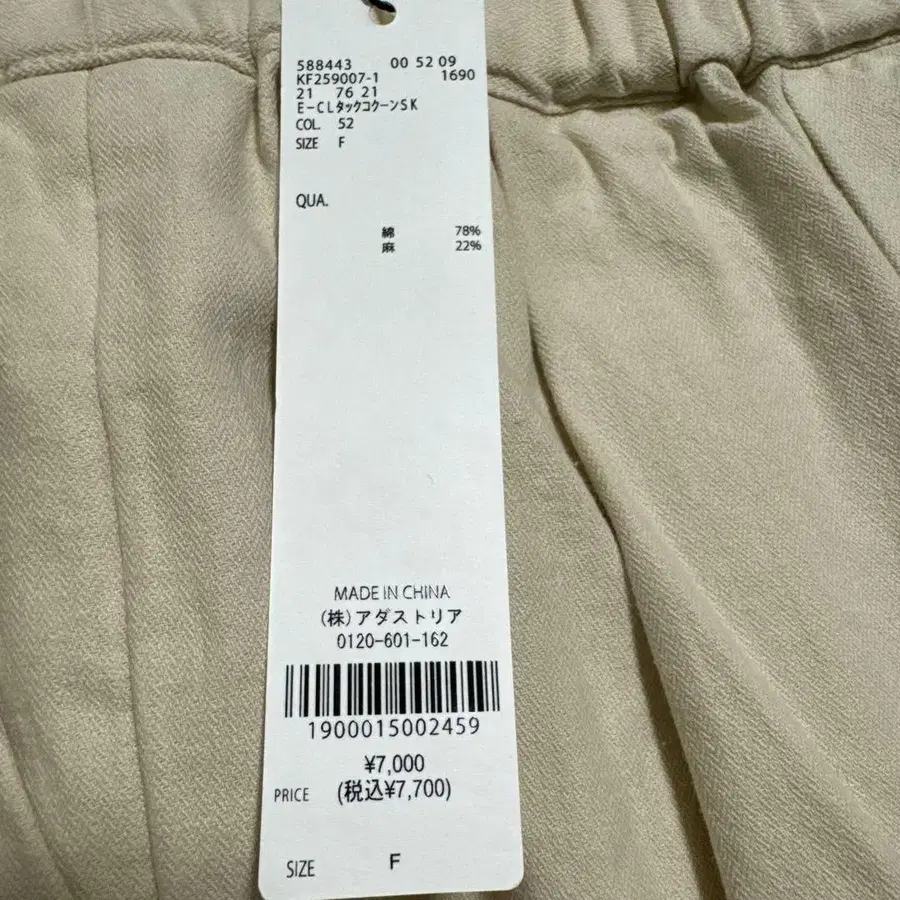 588443 00 52 09
KF259007-1 1690
21 76 21
E-CLタックコクーンSK
COL. 52
SIZE F
QUA.
綿 78%
麻 22%
MADE IN CHINA
(株)アダストリア
0120-601-162
1900015002459
¥7,000
PRICE (税込¥7,700)
SIZE F